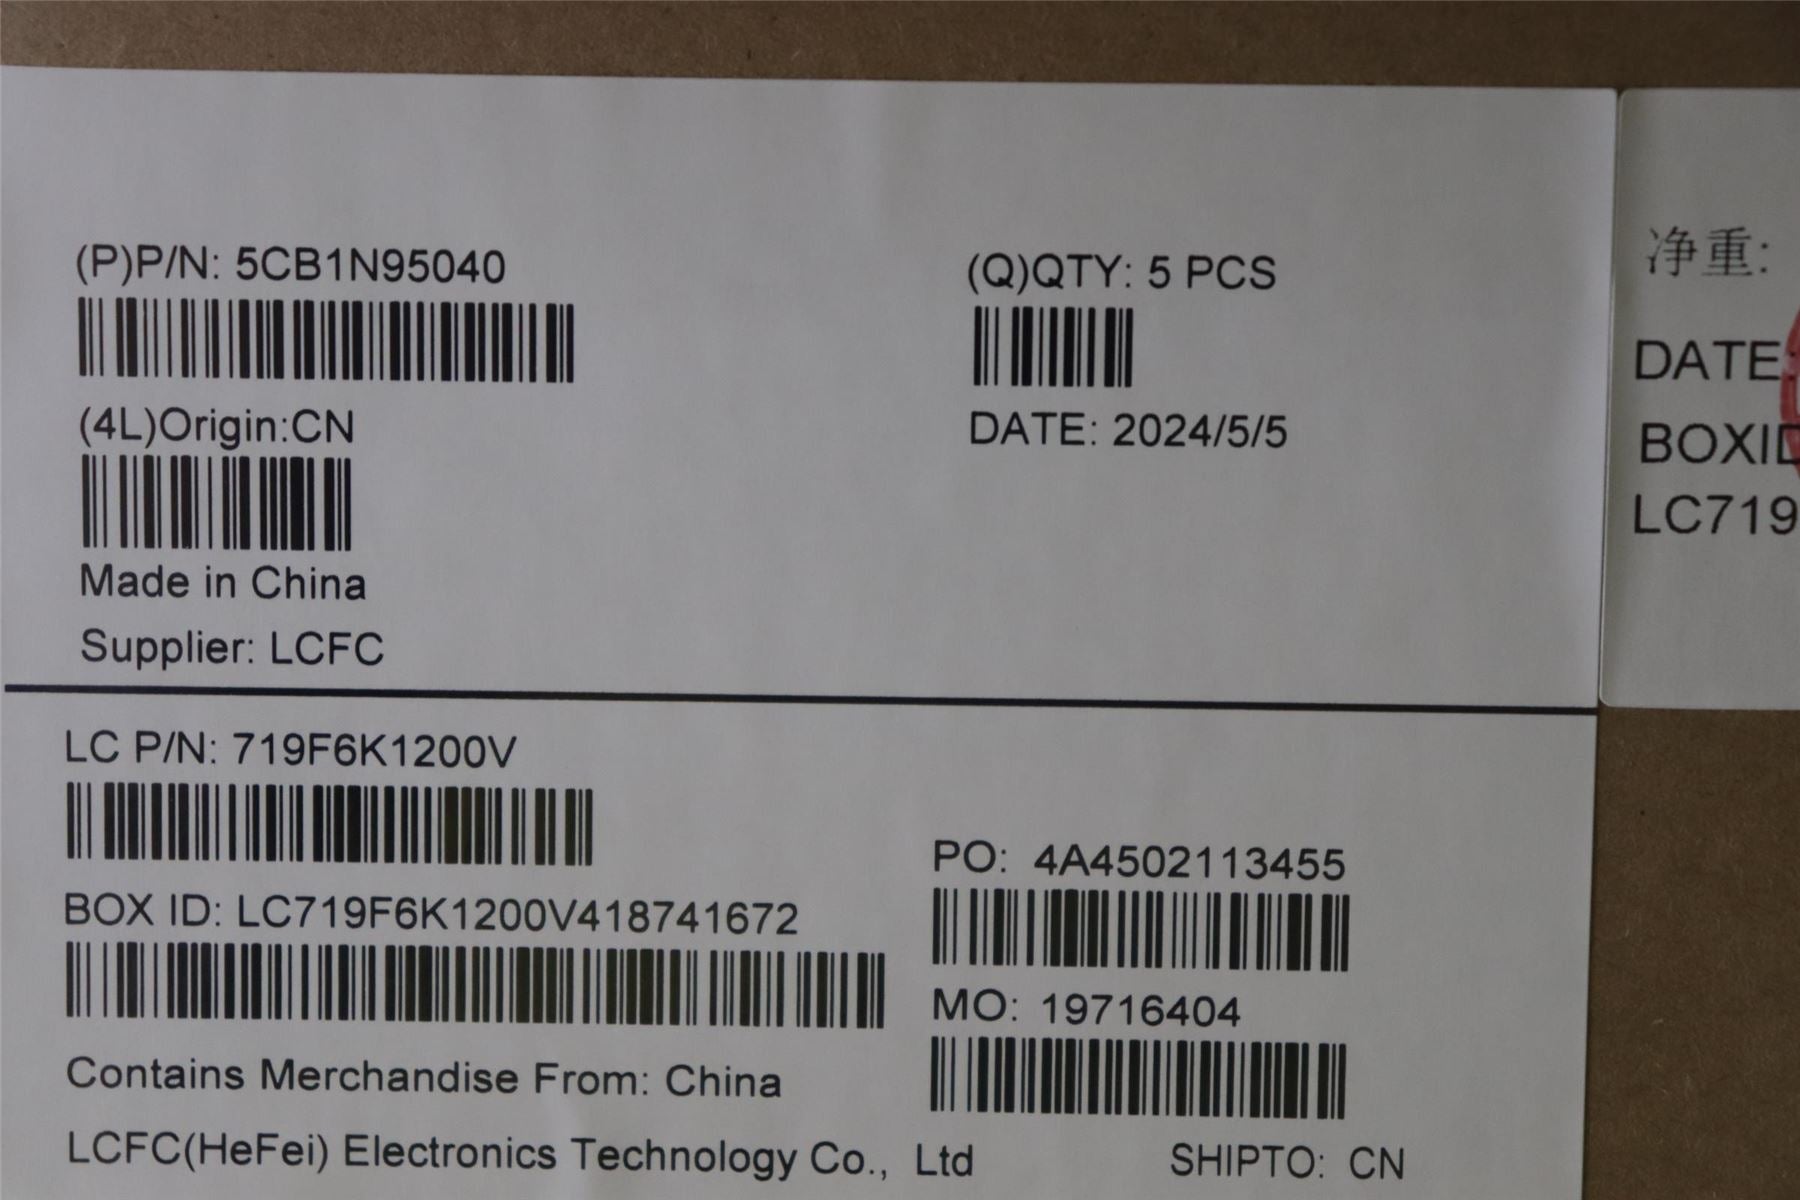 (P)P/N: 5CB1N95040
(Q)QTY: 5 PCS
(4L)Origin:CN
DATE: 2024/5/5
Made in China
Supplier: LCFC
LC P/N: 719F6K1200V
BOX ID: LC719F6K1200V418741672
PO: 4A4502113455
MO: 19716404
Contains Merchandise From: China
LCFC(HeFei) Electronics Technology Co., Ltd
SHIPTO: CN
净重:
DATE:
BOXID
LC719